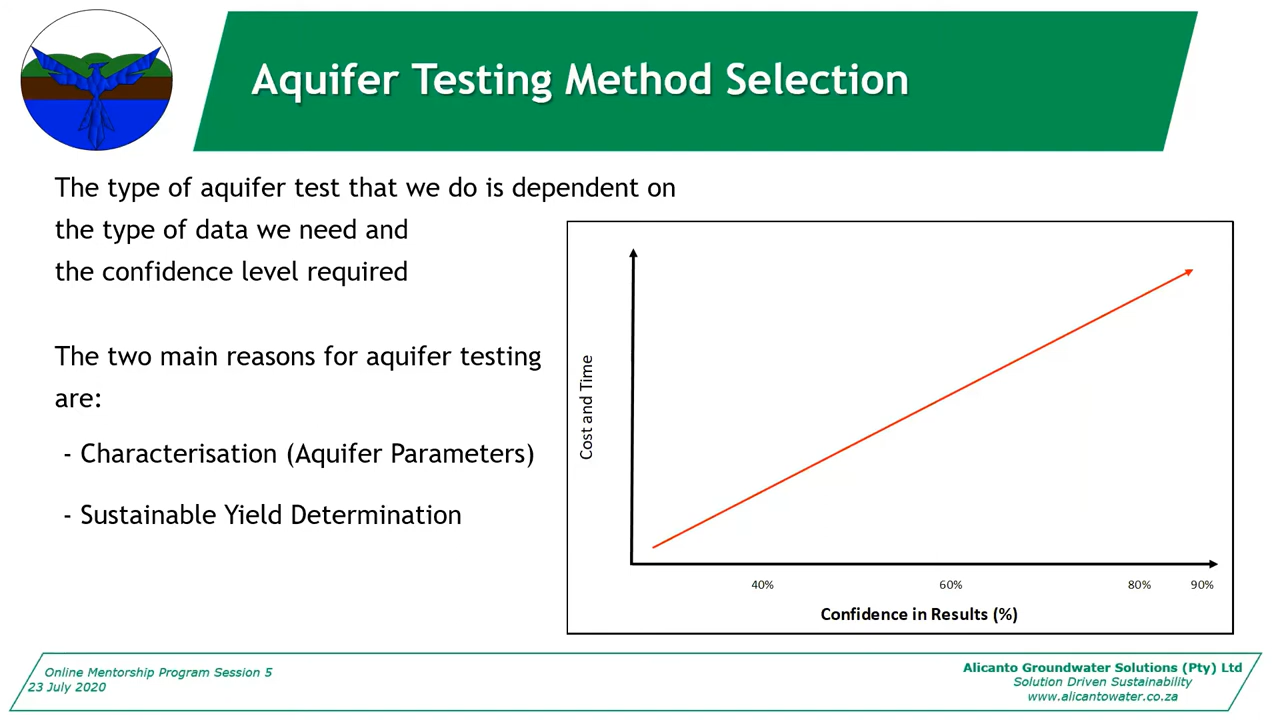 Aquifer Testing Method Selection
The type of aquifer test that we do is dependent on
the type of data we need and
the confidence level required
The two main reasons for aquifer testing
are:
- Characterisation (Aquifer Parameters)
- Sustainable Yield Determination
Cost and Time
40%
60%
80%
90%
Confidence in Results (%)
Online Mentorship Program Session 5
23 July 2020
Alicanto Groundwater Solutions (Pty) Ltd
Solution Driven Sustainability
www.alicantowater.co.za